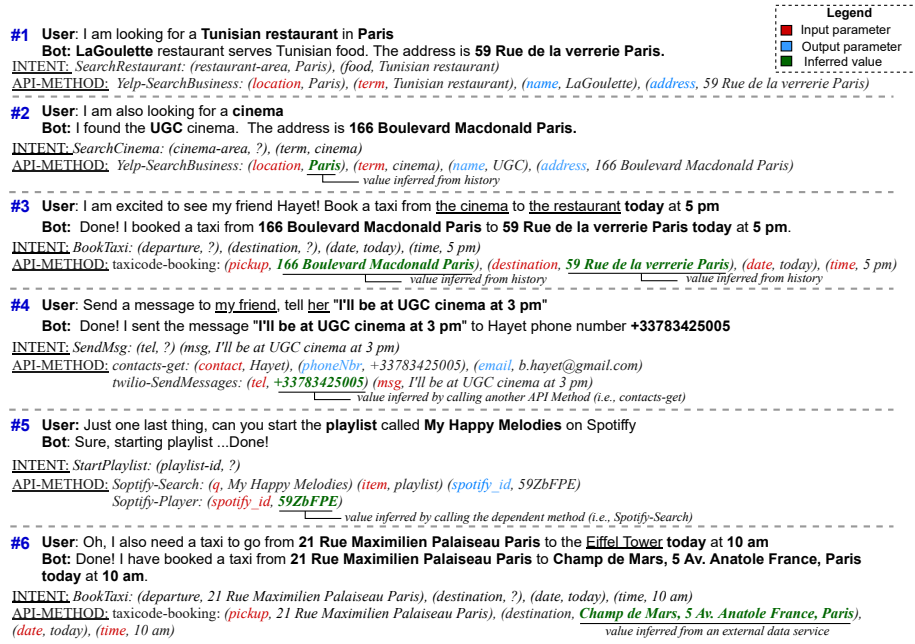 Legend
Input parameter
Output parameter
Inferred value
#1 User: I am looking for a Tunisian restaurant in Paris
Bot: LaGoulette restaurant serves Tunisian food. The address is 59 Rue de la verrerie Paris.
INTENT: SearchRestaurant: (restaurant-area, Paris), (food, Tunisian restaurant)
API-METHOD: Yelp-SearchBusiness: (location, Paris), (term, Tunisian restaurant), (name, LaGoulette), (address, 59 Rue de la verrerie Paris)
#2 User: I am also looking for a cinema
Bot: I found the UGC cinema. The address is 166 Boulevard Macdonald Paris.
INTENT: SearchCinema: (cinema-area, ?), (term, cinema)
API-METHOD: Yelp-SearchBusiness: (location, Paris), (term, cinema), (name, UGC), (address, 166 Boulevard Macdonald Paris)
value inferred from history
#3 User: I am excited to see my friend Hayet! Book a taxi from the cinema to the restaurant today at 5 pm
Bot: Done! I booked a taxi from 166 Boulevard Macdonald Paris to 59 Rue de la verrerie Paris today at 5 pm.
INTENT: BookTaxi: (departure, ?), (destination, ?), (date, today), (time, 5 pm)
API-METHOD: taxicode-booking: (pickup, 166 Boulevard Macdonald Paris), (destination, 59 Rue de la verrerie Paris), (date, today), (time, 5 pm)
value inferred from history value inferred from history
#4 User: Send a message to my friend, tell her "I'll be at UGC cinema at 3 pm"
Bot: Done! I sent the message "I'll be at UGC cinema at 3 pm" to Hayet phone number +33783425005
INTENT: SendMsg: (tel, ?) (msg, I'll be at UGC cinema at 3 pm)
API-METHOD: contacts-get: (contact, Hayet), (phoneNbr, +33783425005), (email, b.hayet@gmail.com)
twilio-SendMessages: (tel, +33783425005) (msg, I'll be at UGC cinema at 3 pm)
value inferred by calling another API Method (i.e., contacts-get)
#5 User: Just one last thing, can you start the playlist called My Happy Melodies on Spotiffy
Bot: Sure, starting playlist ...Done!
INTENT: StartPlaylist: (playlist-id, ?)
API-METHOD: Soptify-Search: (q, My Happy Melodies) (item, playlist) (spotify_id, 59ZbFPE)
Soptify-Player: (spotify_id, 59ZbFPE)
value inferred by calling the dependent method (i.e., Spotify-Search)
#6 User: Oh, I also need a taxi to go from 21 Rue Maximilien Palaiseau Paris to the Eiffel Tower today at 10 am
Bot: Done! I have booked a taxi from 21 Rue Maximilien Palaiseau Paris to Champ de Mars, 5 Av. Anatole France, Paris
today at 10 am.
INTENT: BookTaxi: (departure, 21 Rue Maximilien Palaiseau Paris), (destination, ?), (date, today), (time, 10 am)
API-METHOD: taxicode-booking: (pickup, 21 Rue Maximilien Palaiseau Paris), (destination, Champ de Mars, 5 Av. Anatole France, Paris),
(date, today), (time, 10 am)
value inferred from an external data service